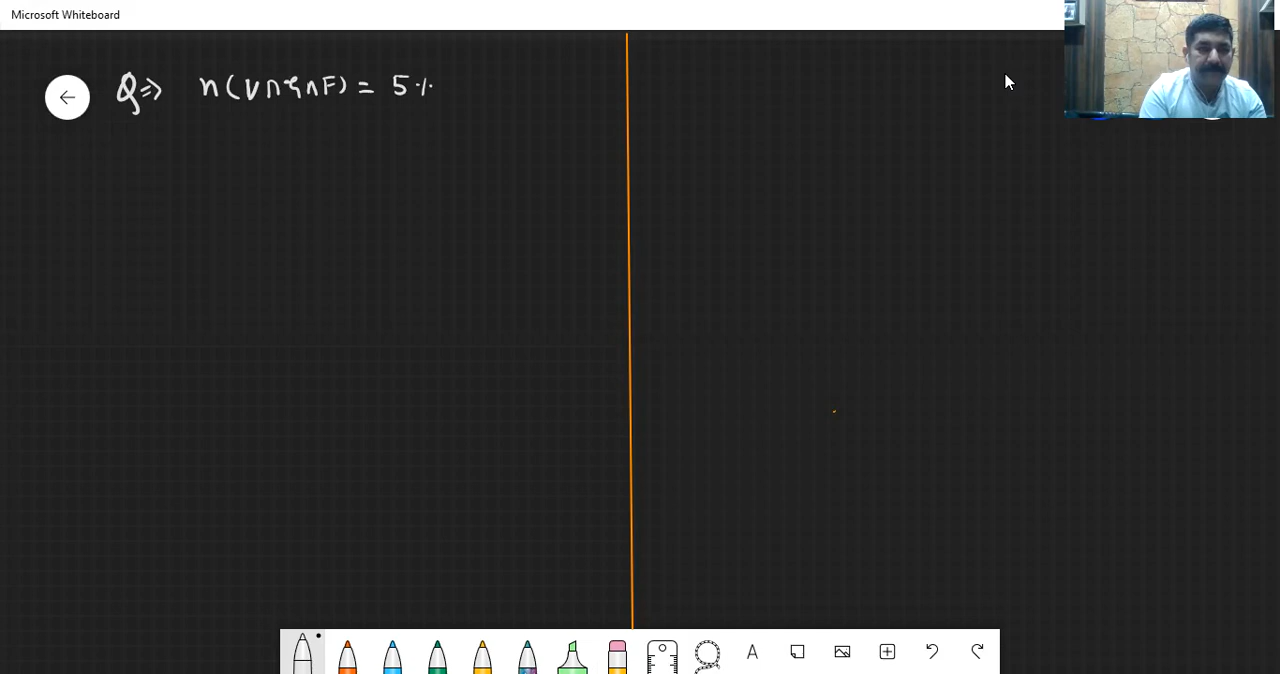 Microsoft Whiteboard
Q⇒ n(V∩ς∩F) = 5%
A